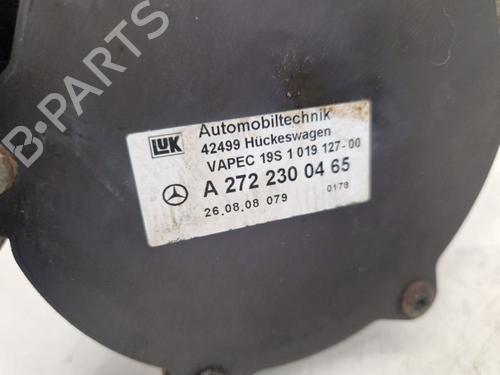 LUK Automobiltechnik
42499 Hückeswagen
VAPEC 19S 1 019 127-00
A 272 230 04 65
26.08.08 079 0178
B-PARTS